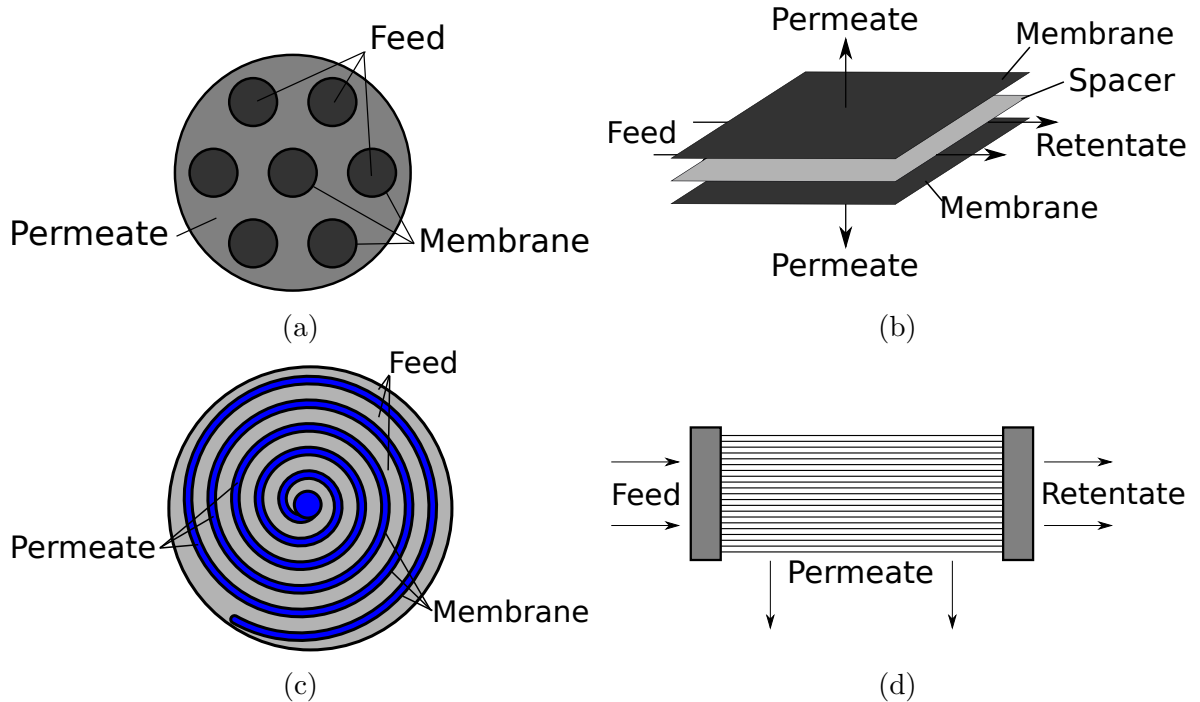 Feed
Permeate
Membrane
(a)
Permeate
Membrane
Spacer
Feed
Retentate
Membrane
Permeate
(b)
Feed
Permeate
Membrane
(c)
Feed
Retentate
Permeate
(d)